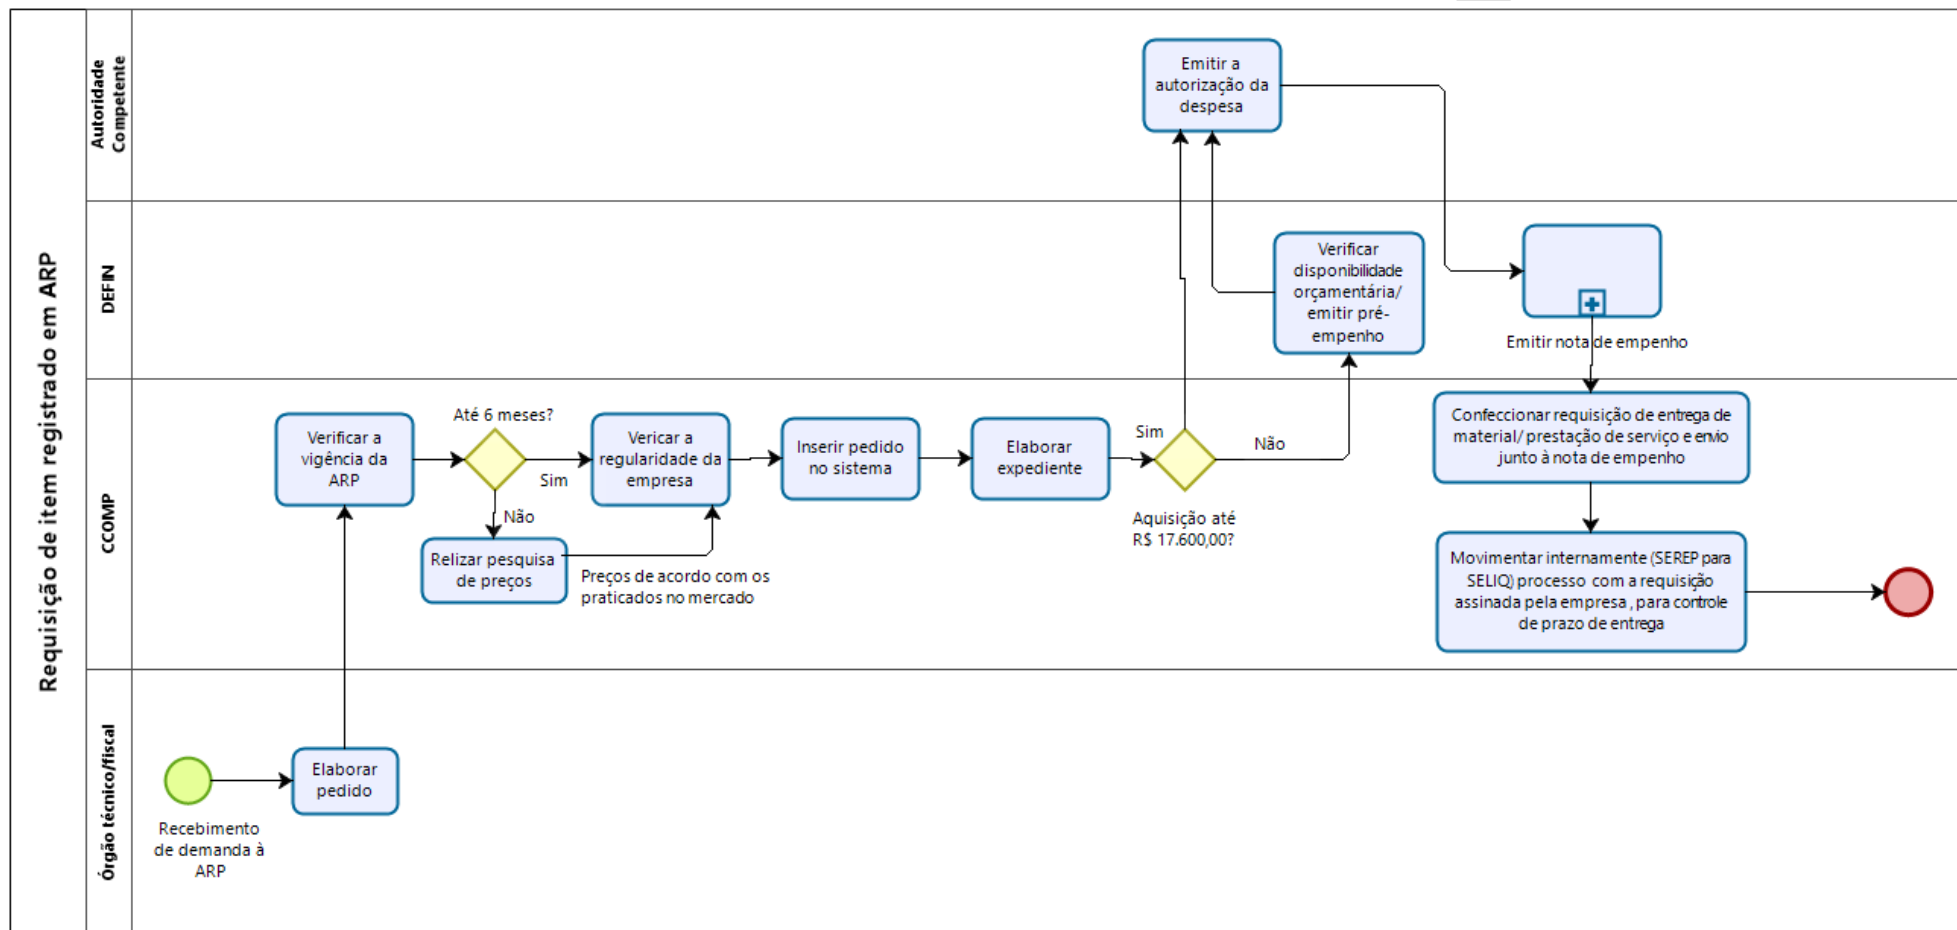 Requisição de item registrado em ARP
Autoridade
Competente
Emitir a
autorização da
despesa
DEFIN
Verificar
disponibilidade
orçamentária/
emitir pré-
empenho
Emitir nota de empenho
CCOMP
Verificar a
vigência da
ARP
Até 6 meses?
Sim
Não
Relizar pesquisa
de preços
Preços de acordo com os
praticados no mercado
Vericar a
regularidade da
empresa
Inserir pedido
no sistema
Elaborar
expediente
Sim
Não
Aquisição até
R$ 17.600,00?
Confeccionar requisição de entrega de
material/ prestação de serviço e envio
junto à nota de empenho
Movimentar internamente (SEREP para
SELIQ) processo com a requisição
assinada pela empresa , para controle
de prazo de entrega
Órgão técnico/fiscal
Recebimento
de demanda à
ARP
Elaborar
pedido